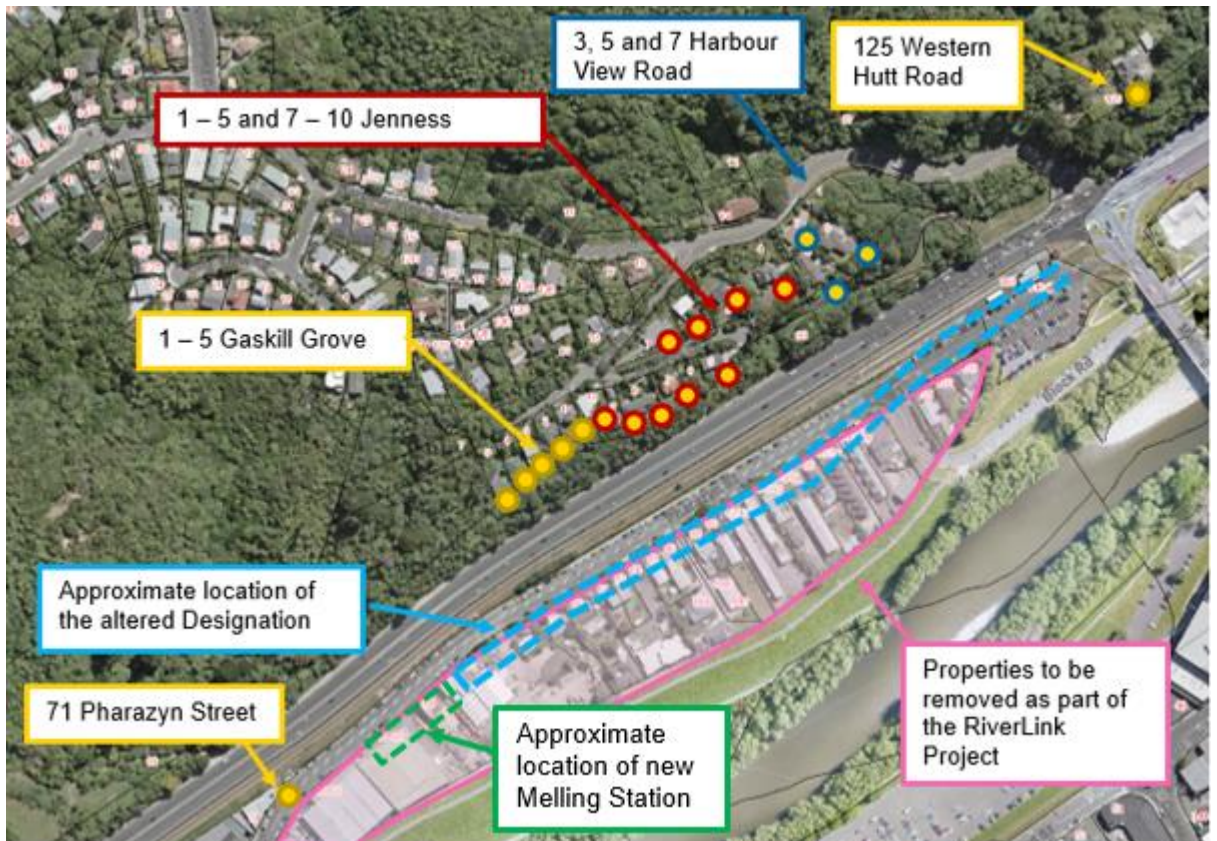 3, 5 and 7 Harbour
View Road
125 Western
Hutt Road
1 – 5 and 7 – 10 Jenness
1 – 5 Gaskill Grove
Block Rd
Approximate location of
the altered Designation
71 Pharazyn Street
Approximate
location of new
Melling Station
Properties to be
removed as part of
the RiverLink
Project